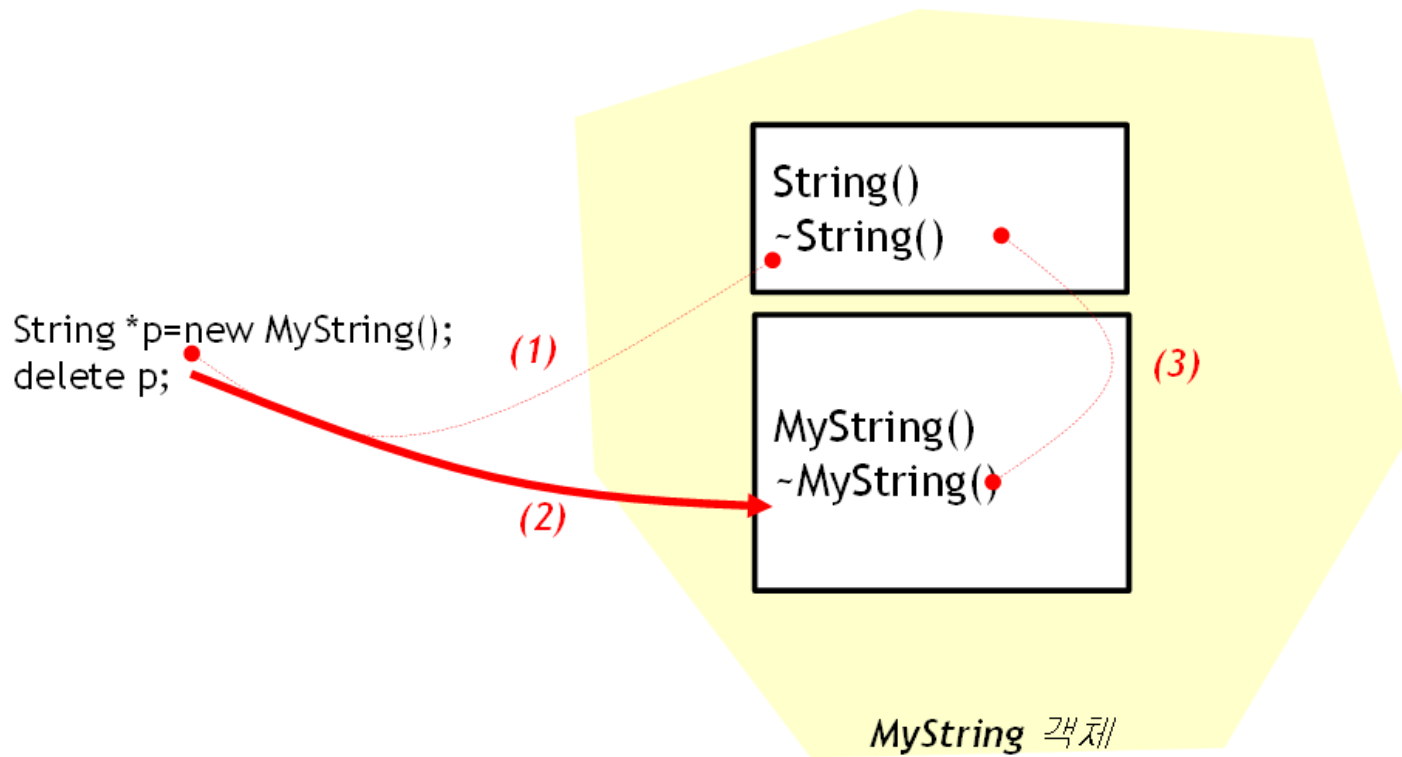 String()
~String()
String *p=new MyString();
delete p;
(1)
(2)
(3)
MyString()
~MyString()
MyString 객체